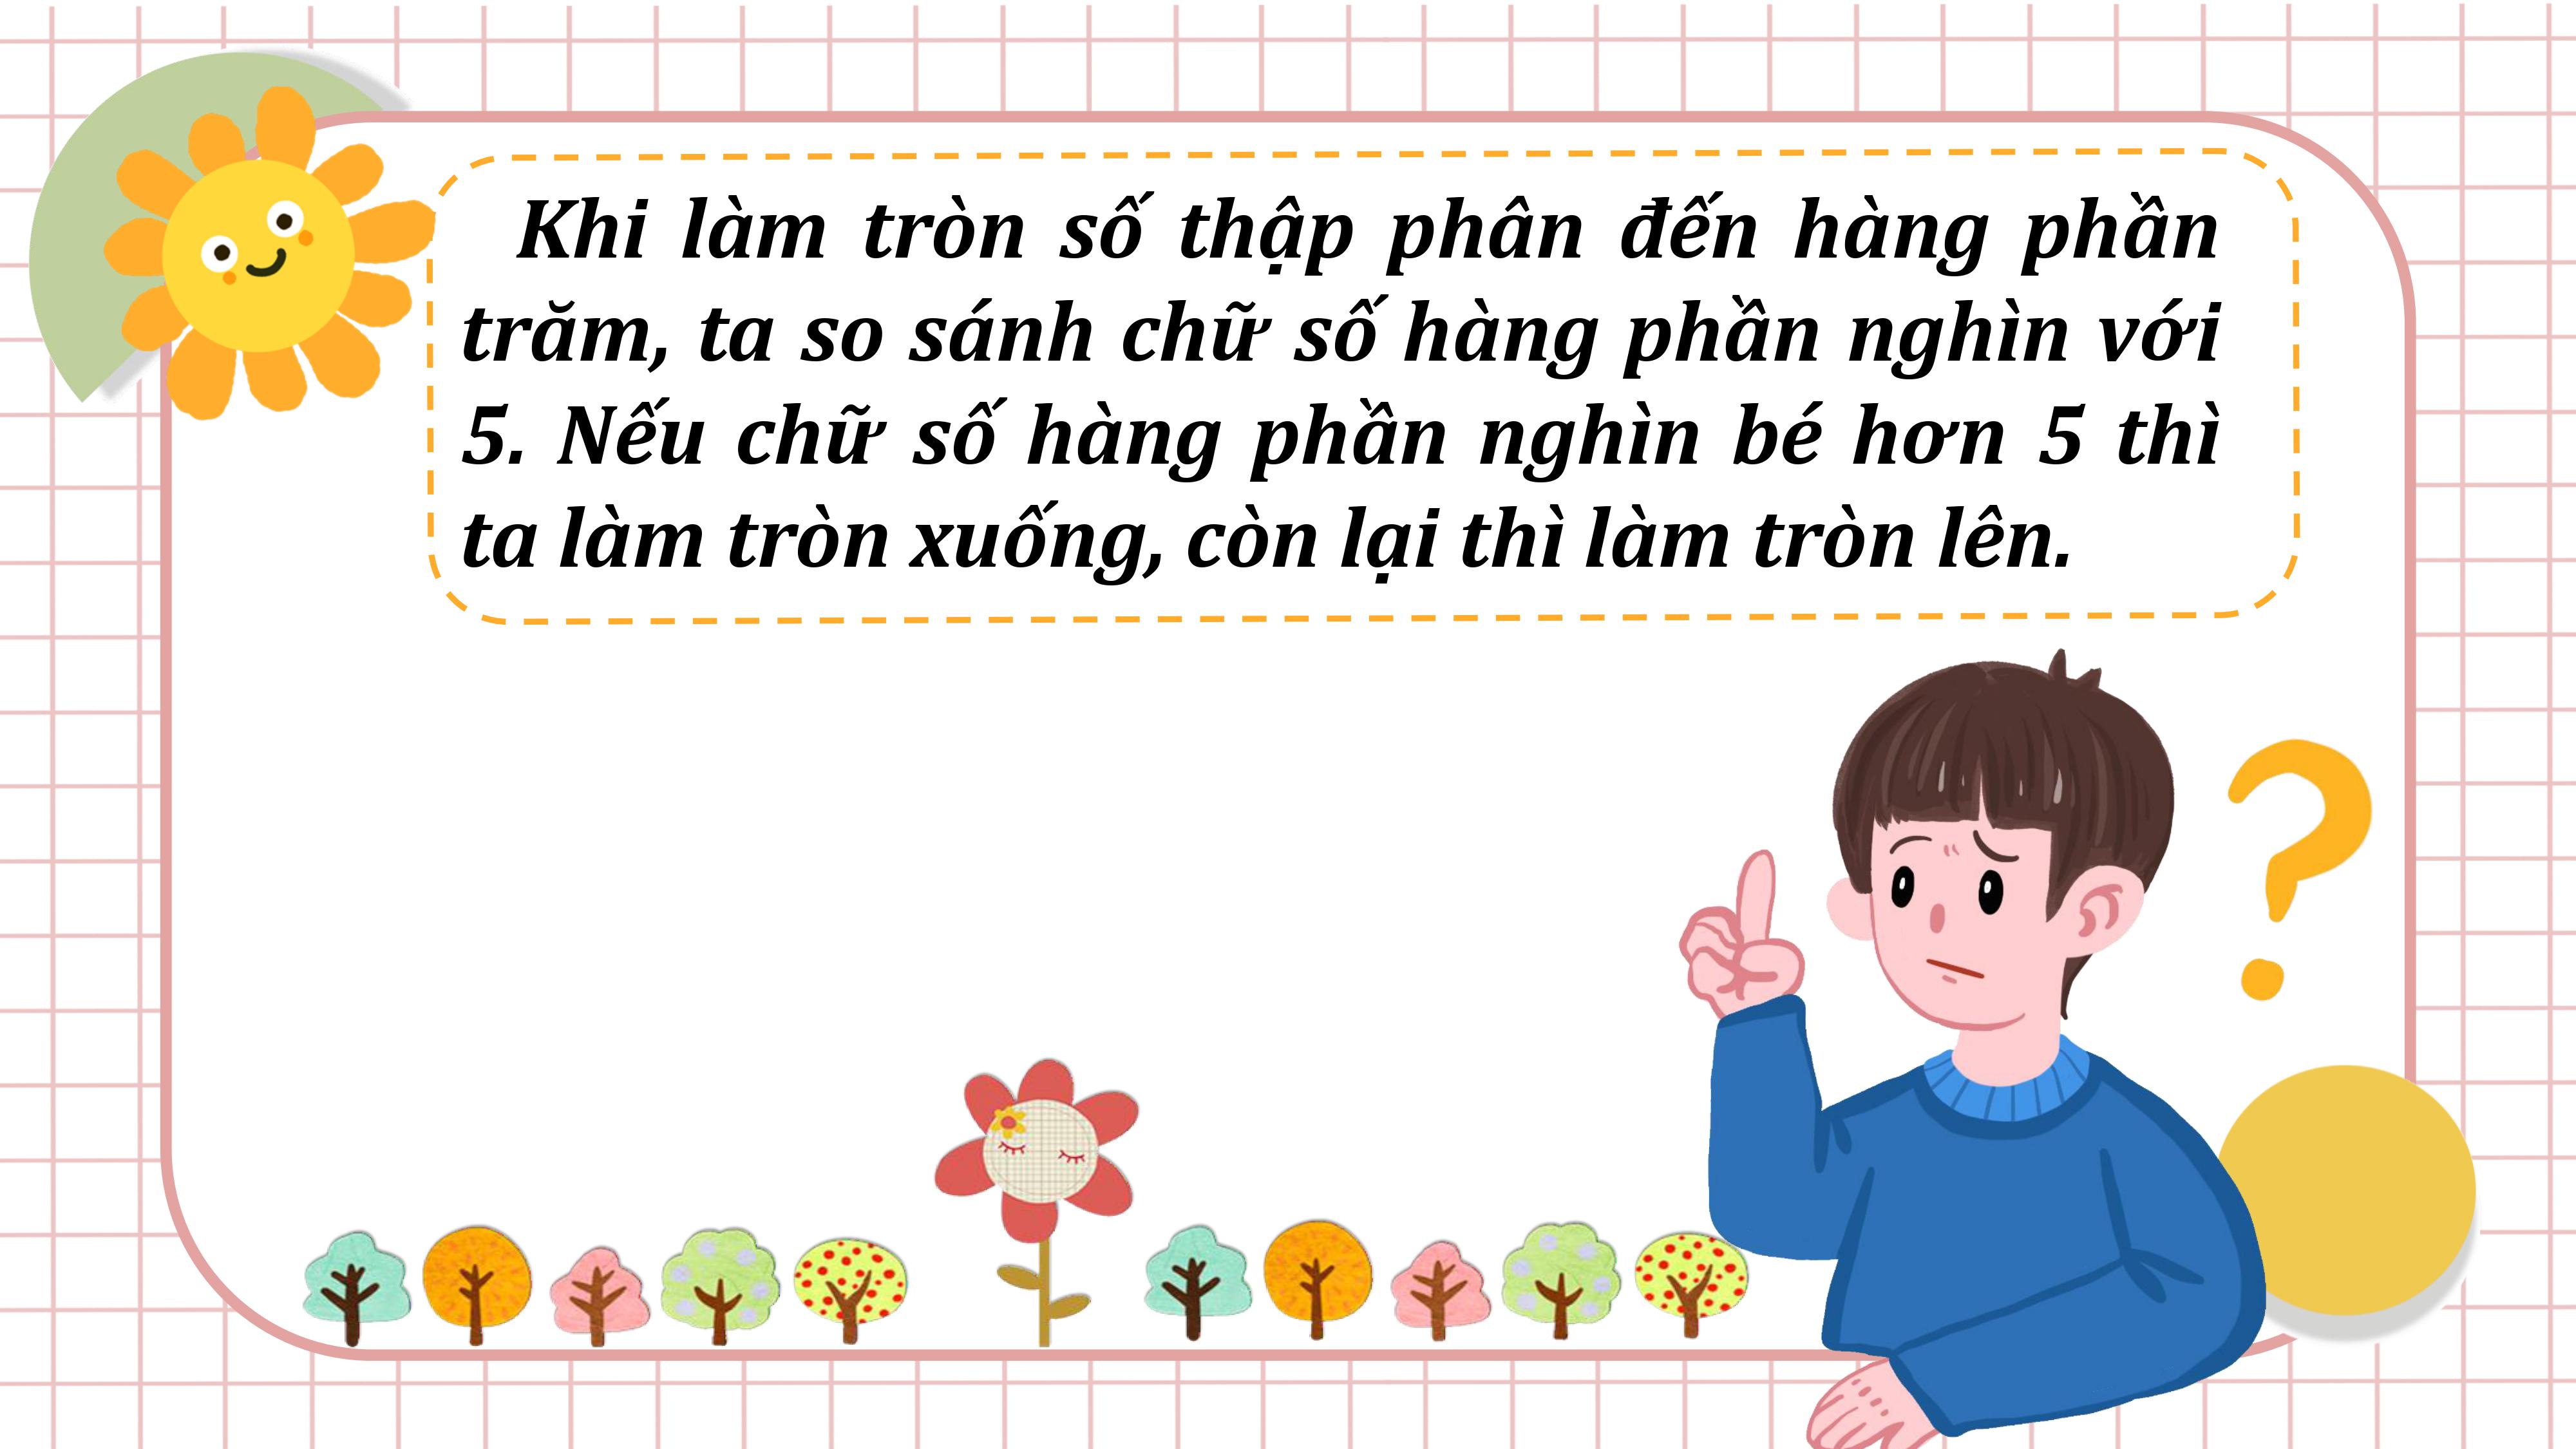 Khi làm tròn số thập phân đến hàng phần
trăm, ta so sánh chữ số hàng phần nghìn với
5. Nếu chữ số hàng phần nghìn bé hơn 5 thì
ta làm tròn xuống, còn lại thì làm tròn lên.
?